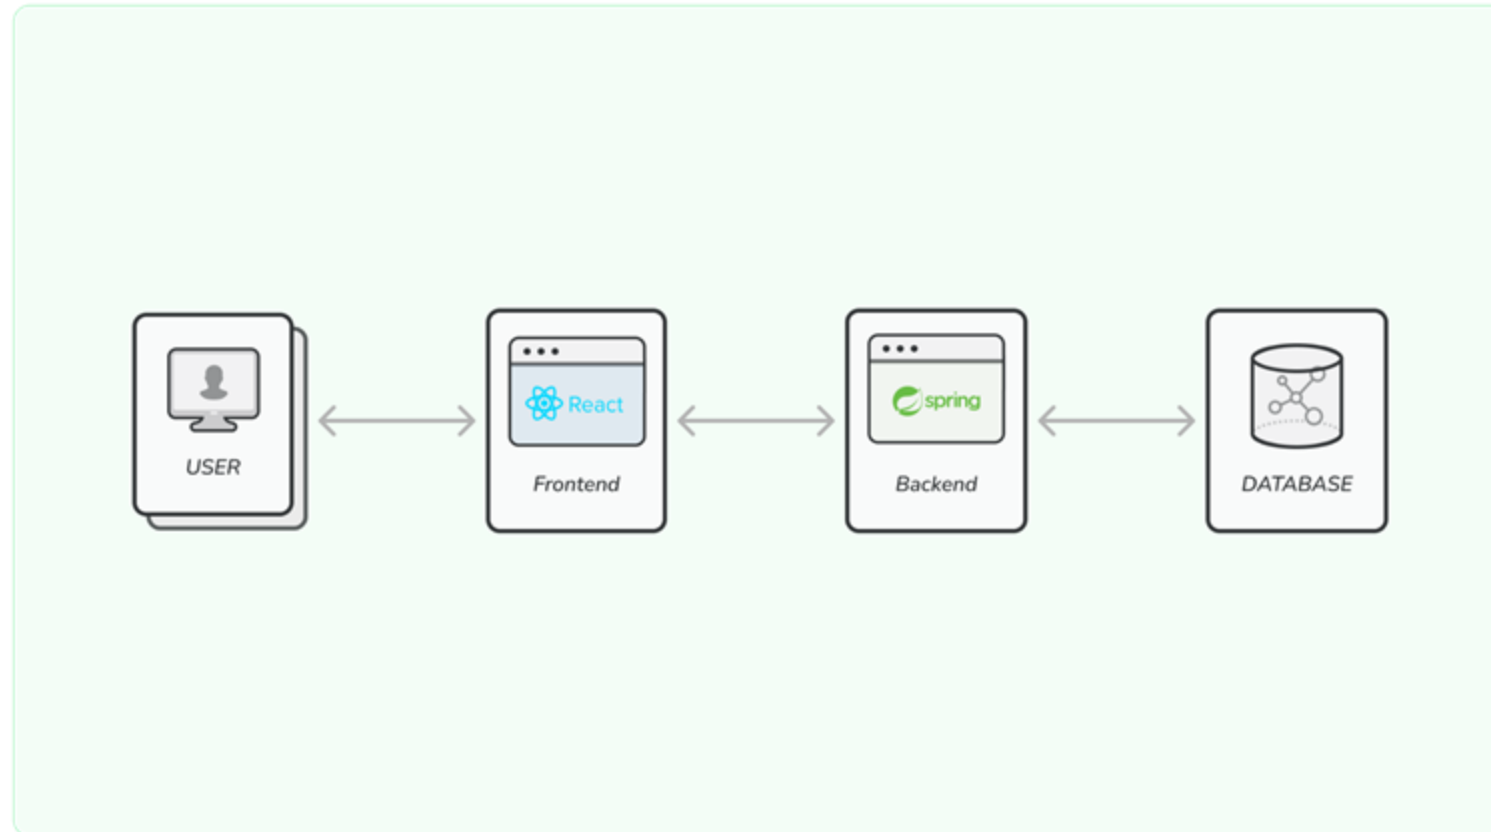 USER
React
Frontend
spring
Backend
DATABASE